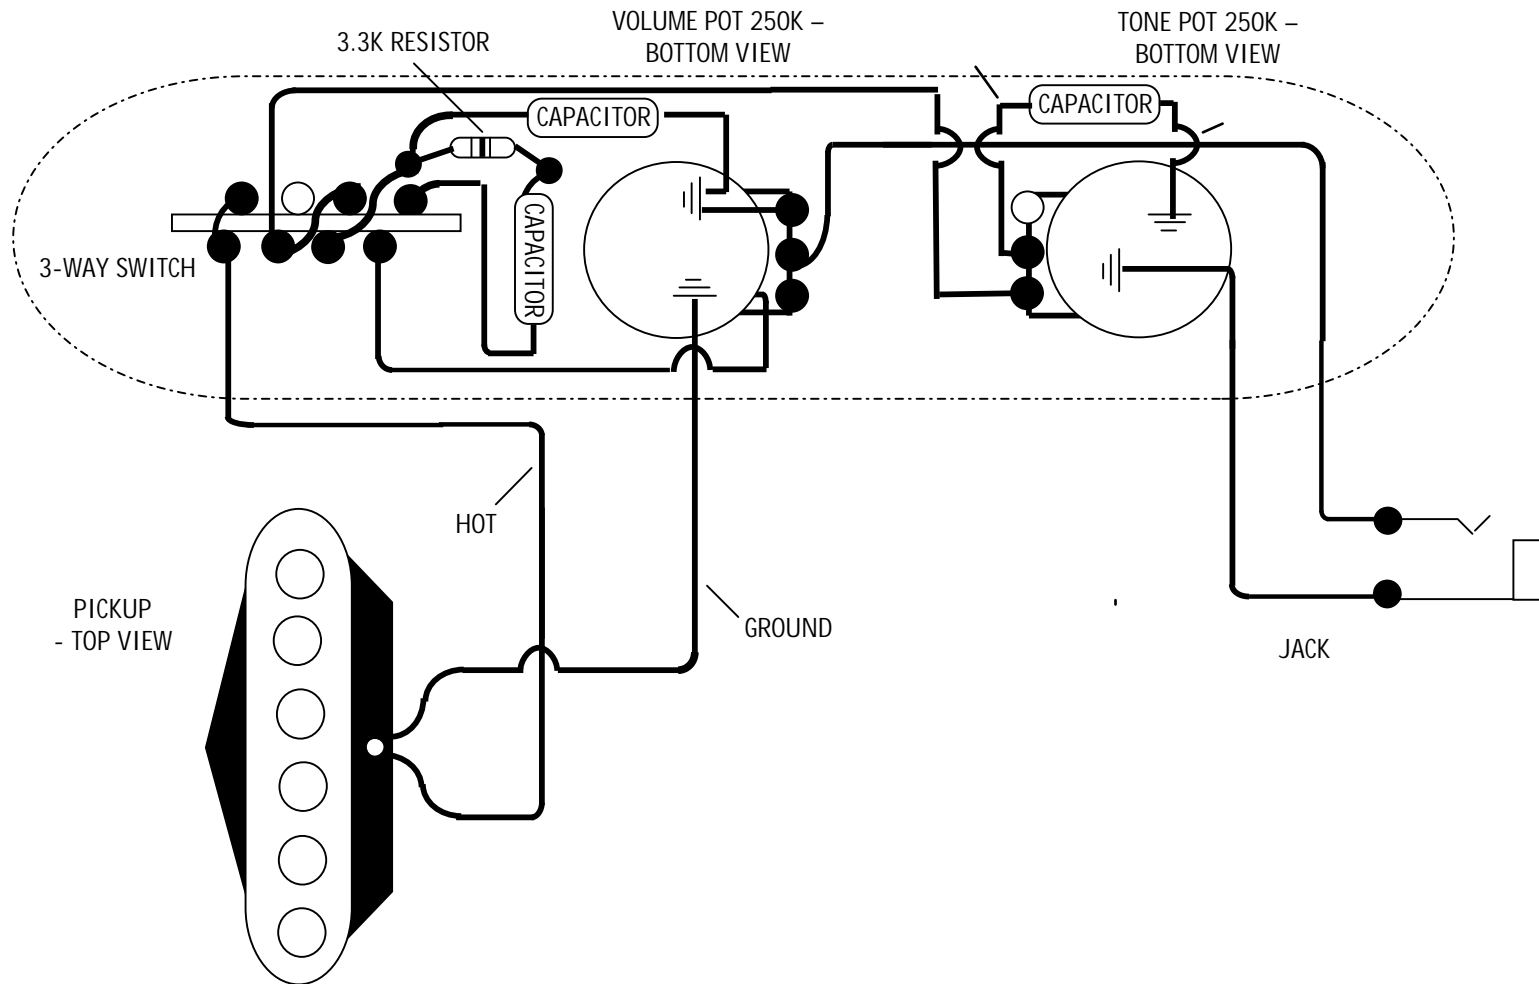 VOLUME POT 250K –
BOTTOM VIEW
TONE POT 250K –
BOTTOM VIEW
3.3K RESISTOR
CAPACITOR
CAPACITOR
CAPACITOR
3-WAY SWITCH
HOT
PICKUP
- TOP VIEW
GROUND
JACK